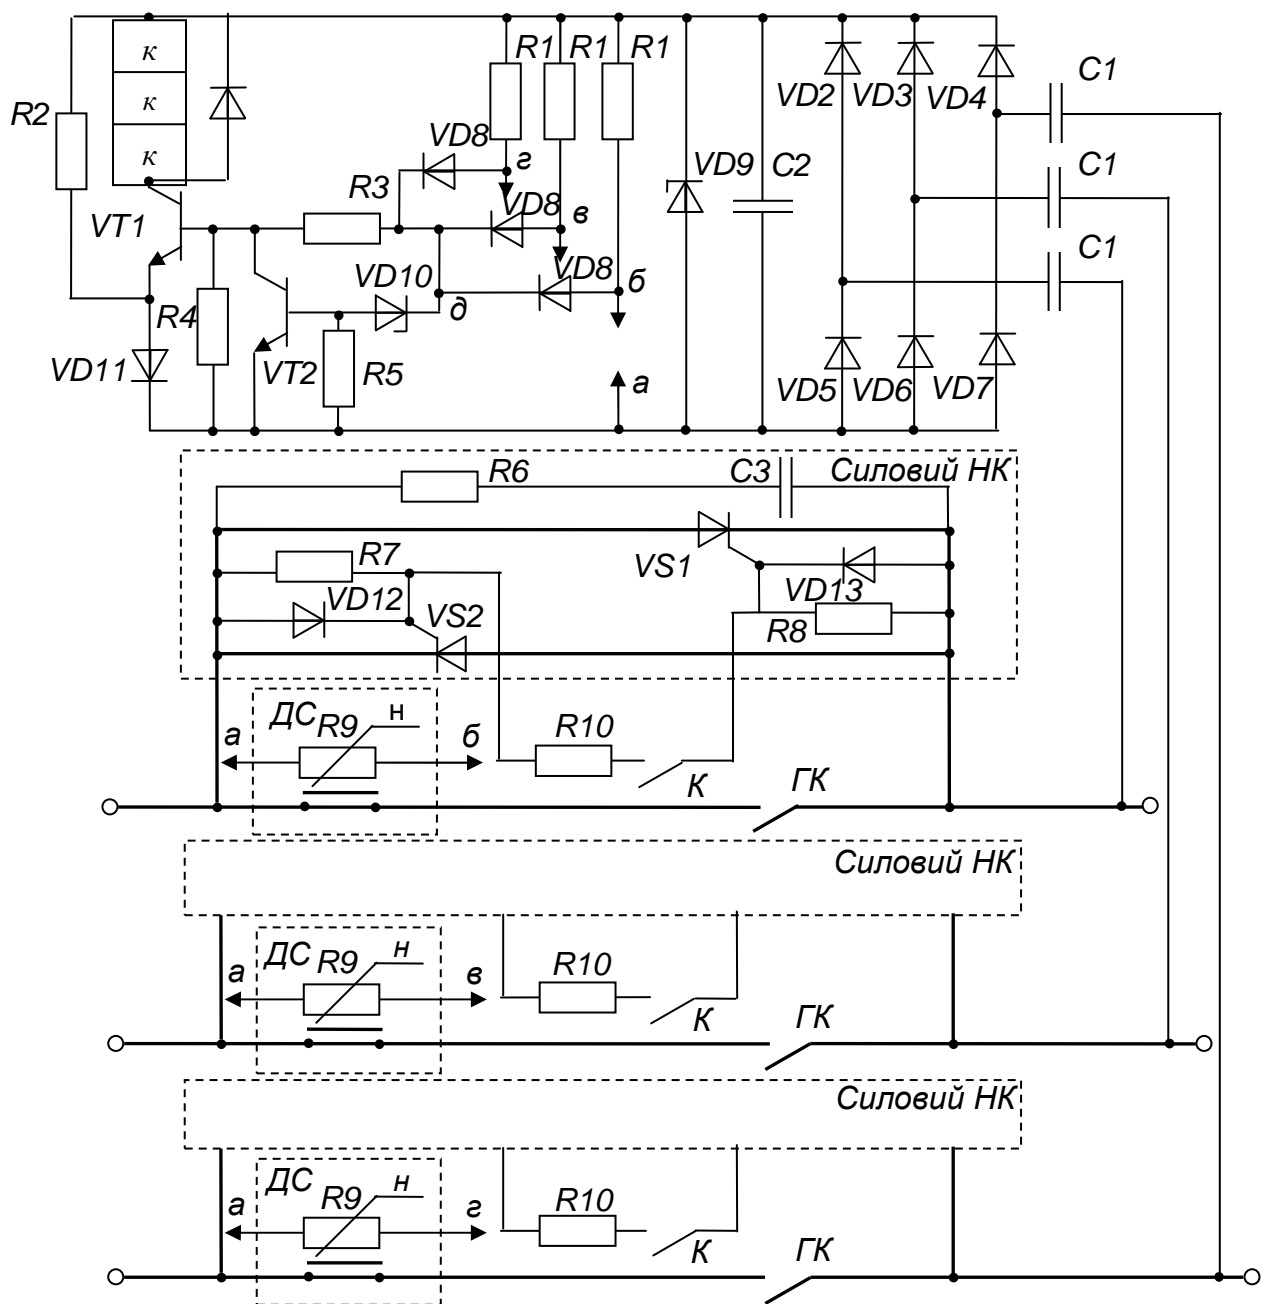 R1 R1 R1
к
к
к
R2
VD2 VD3 VD4
C1
VD8 г
VD9 C2
R3
VD8 в
C1
VT1
VD10
VD8 б
C1
д
R4
VD11
VT2 R5
а
VD5 VD6 VD7
R6 C3 Силовий НК
R7
VS1
VD12
VD13
VS2
R8
ДС R9 н
а б
R10
К
ГК
Силовий НК
ДС R9 н
а в
R10
К
ГК
Силовий НК
ДС R9 н
а г
R10
К
ГК